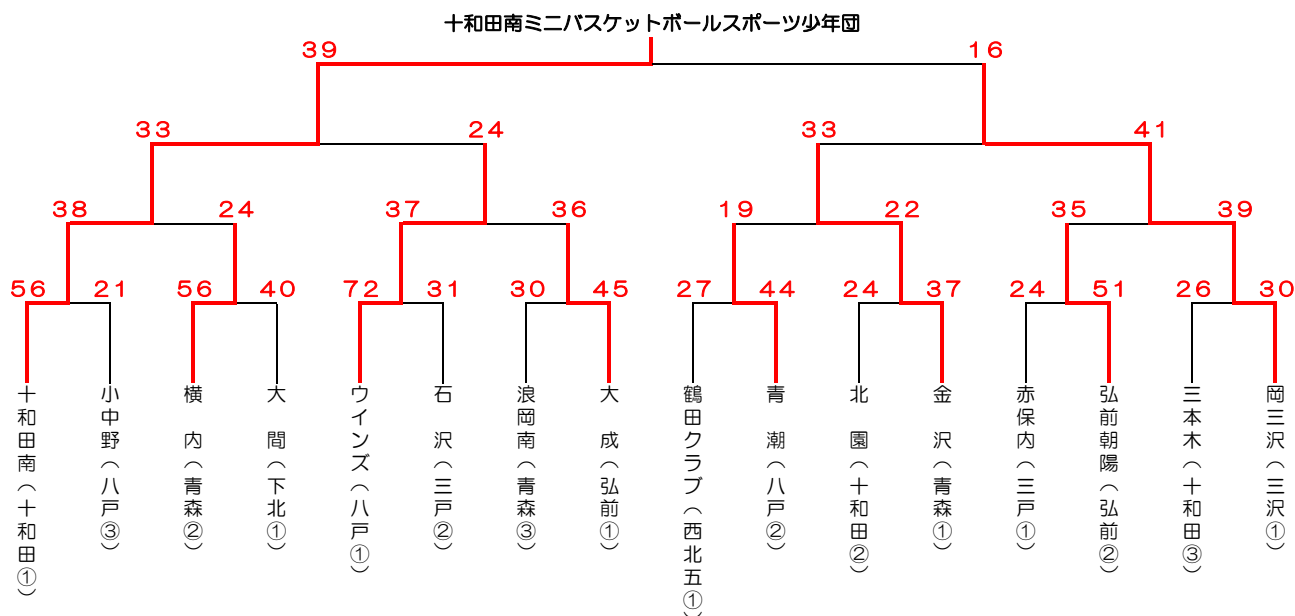 十和田南ミニバスケットボールスポーツ少年団
39 16
33 24 33 41
38 24 37 36 19 22 35 39
56 21 56 40 72 31 30 45 27 44 24 37 24 51 26 30
十和田南（十和田①）
小中野（八戸③）
横　内（青森②）
大　間（下北①）
ウインズ（八戸①）
石　沢（三戸②）
浪岡南（青森③）
大　成（弘前①）
鶴田クラブ（西北五①）
青　潮（八戸②）
北　園（十和田②）
金　沢（青森①）
赤保内（三戸①）
弘前朝陽（弘前②）
三本木（十和田③）
岡三沢（三沢①）